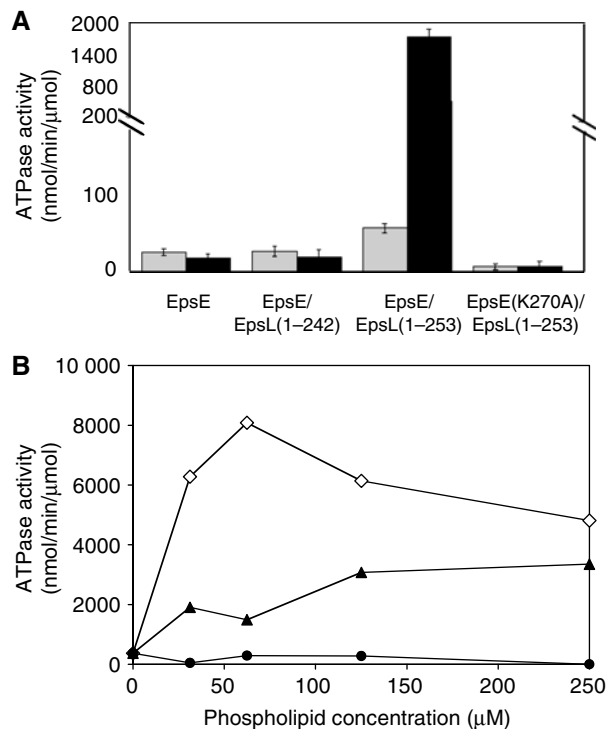 A
ATPase activity
(nmol/min/μmol)
2000
1400
800
200
100
0
EpsE
EpsE/
EpsL(1–242)
EpsE/
EpsL(1–253)
EpsE(K270A)/
EpsL(1–253)
B
ATPase activity
(nmol/min/μmol)
10 000
8000
6000
4000
2000
0
0
50
100
150
200
250
Phospholipid concentration (μM)